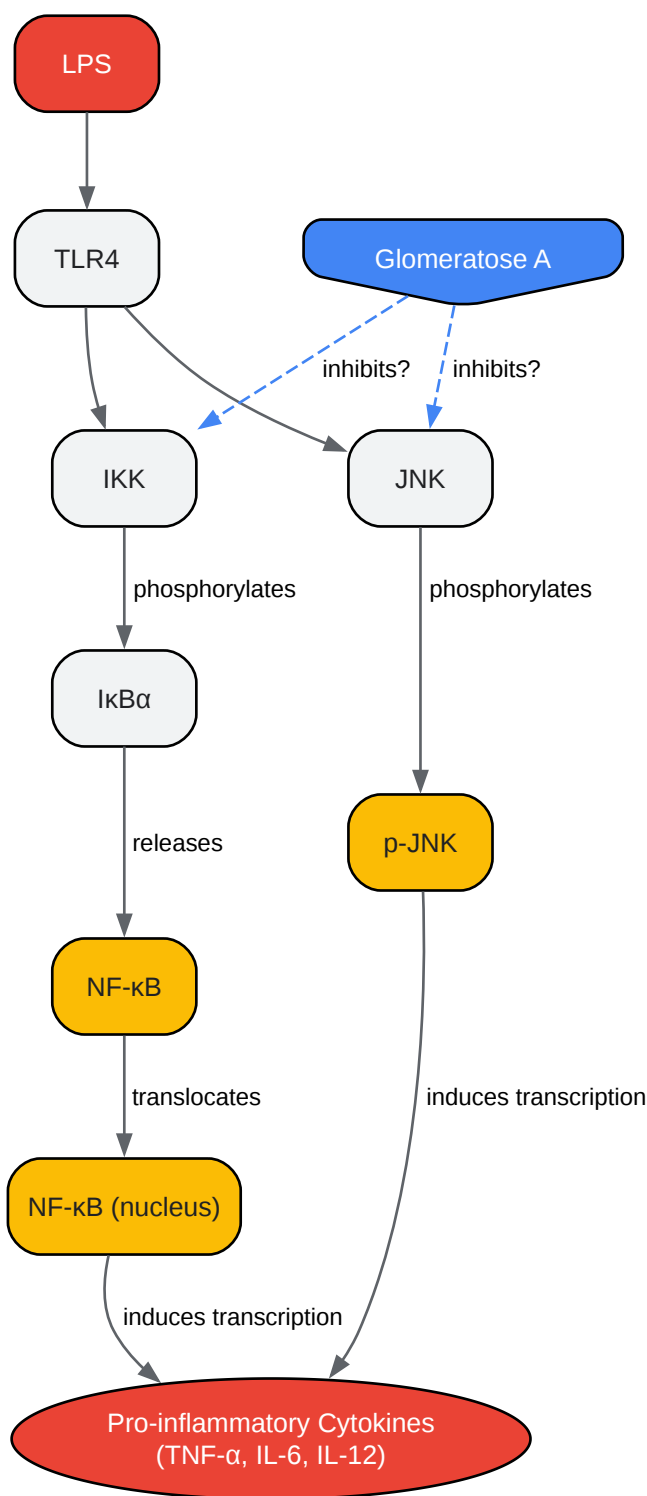 LPS
TLR4
Glomeratose A
inhibits?
inhibits?
IKK
JNK
phosphorylates
phosphorylates
IκBα
releases
p-JNK
NF-κB
translocates
induces transcription
NF-κB (nucleus)
induces transcription
Pro-inflammatory Cytokines
(TNF-α, IL-6, IL-12)